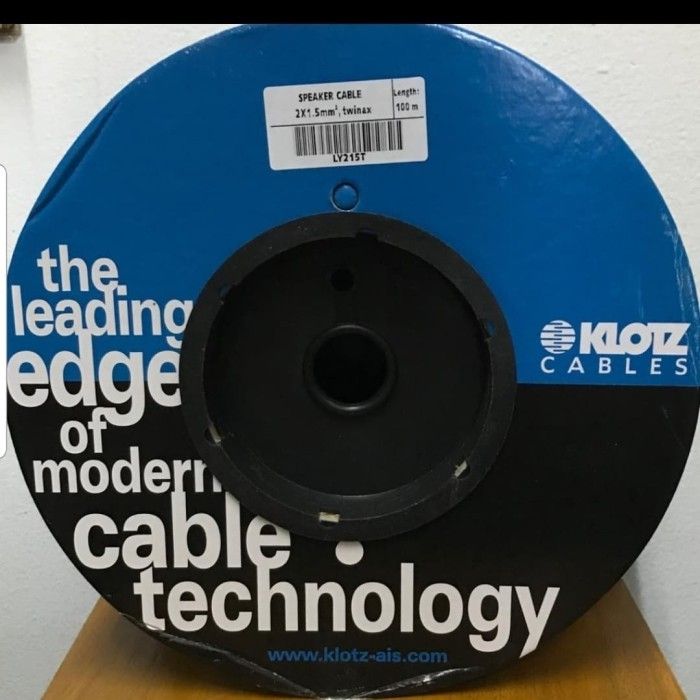 SPEAKER CABLE
2X1.5mm², twinax
Length:
100 m
LY215T
the
leading
edge
of
modern
cable
technology
KLOTZ
CABLES
www.klotz-ais.com